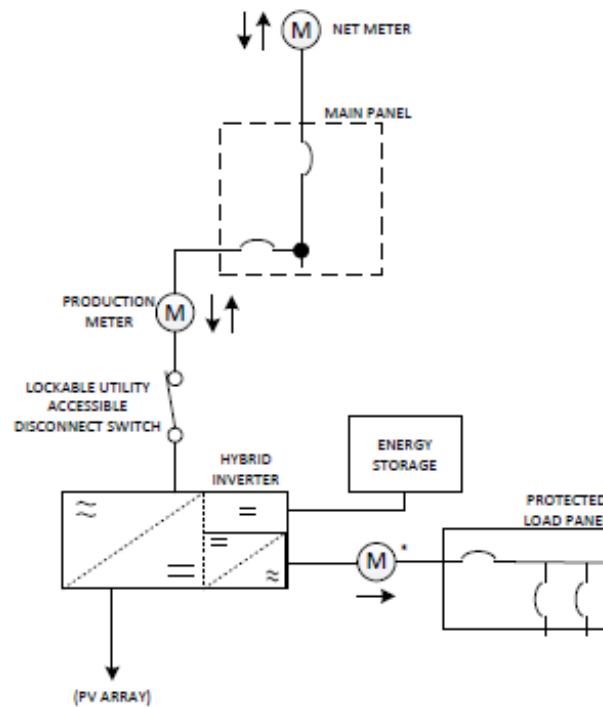 M
NET METER
MAIN PANEL
PRODUCTION
METER
M
LOCKABLE UTILITY
ACCESSIBLE
DISCONNECT SWITCH
HYBRID
INVERTER
ENERGY
STORAGE
PROTECTED
LOAD PANE
M *
(PV ARRAY)